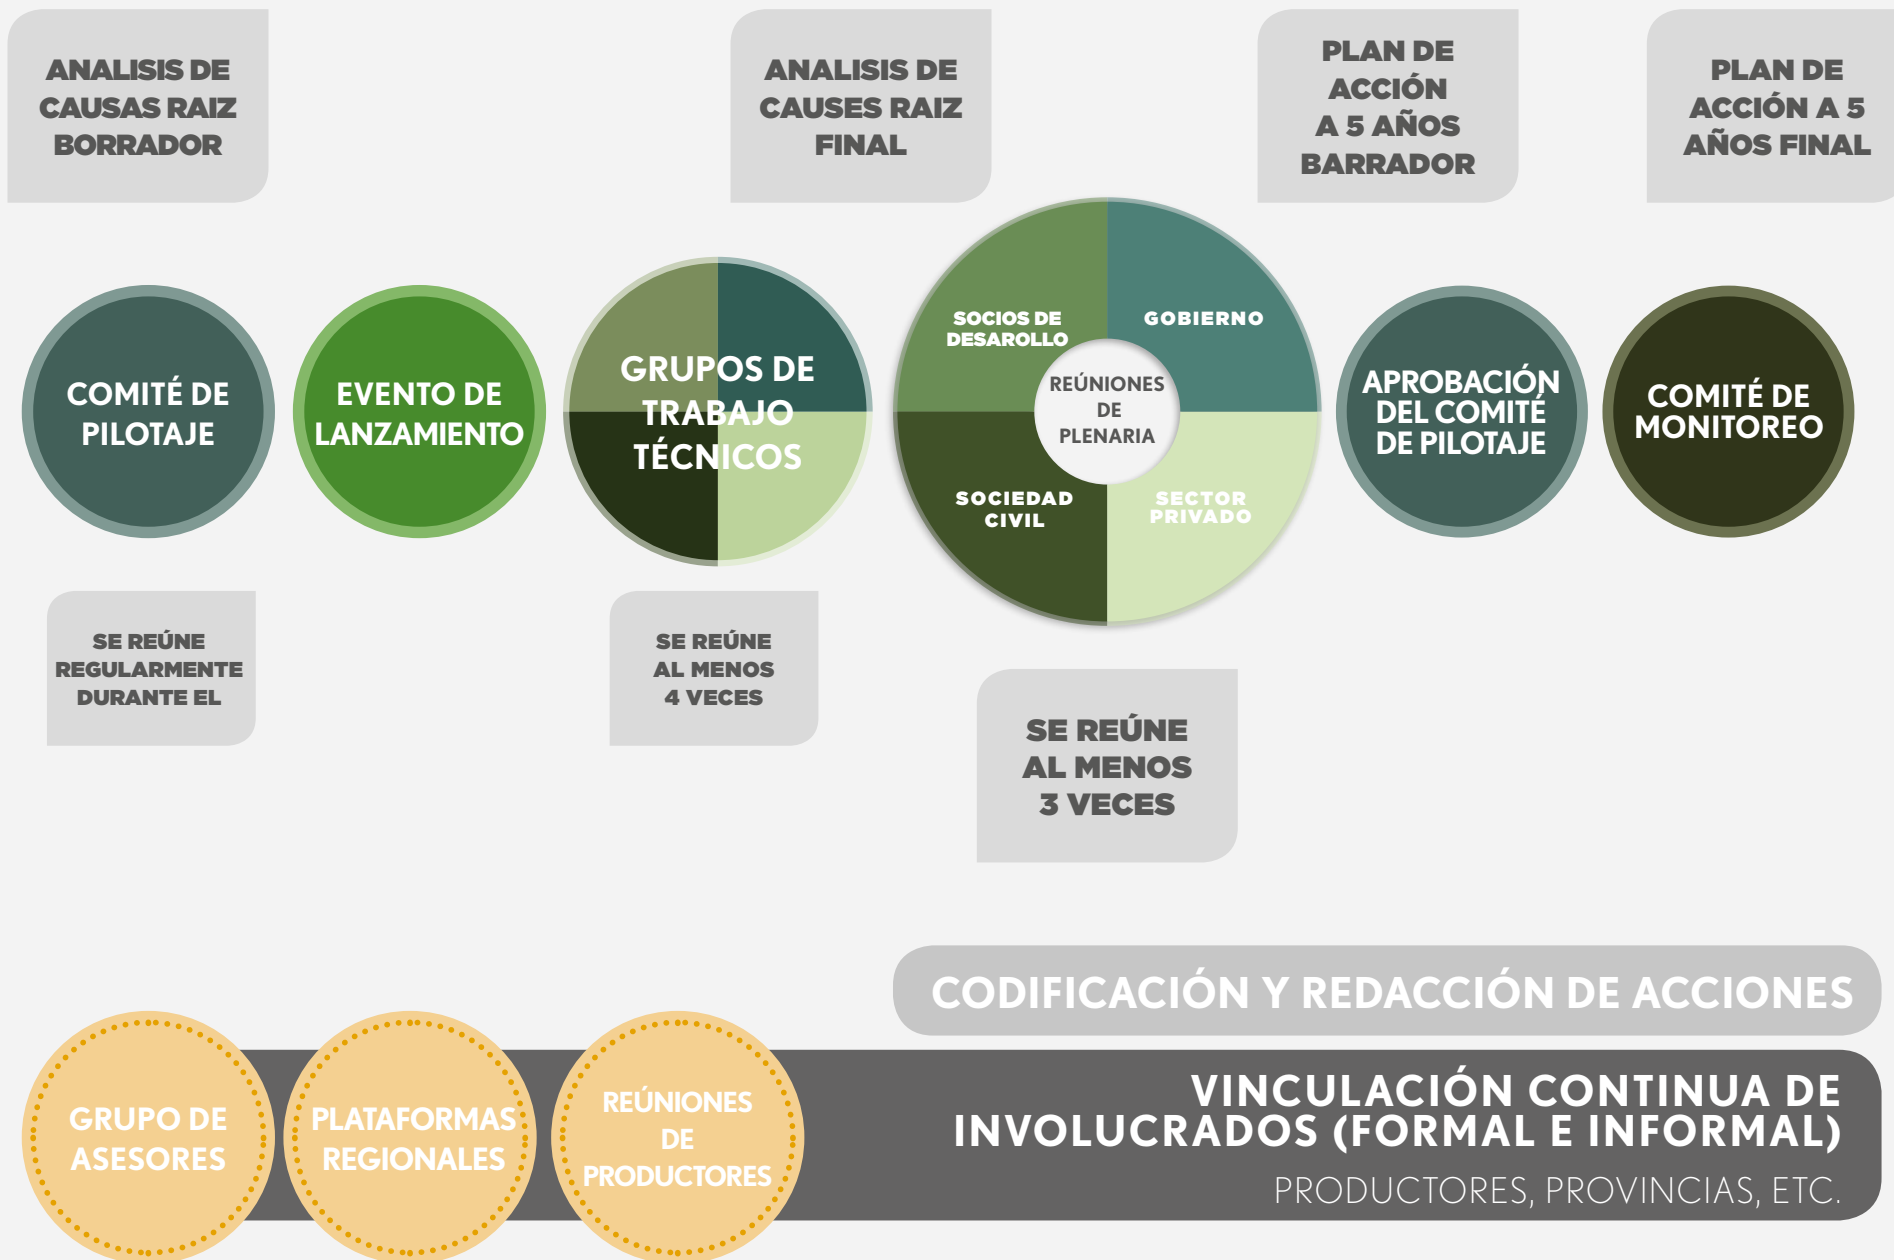 ANALISIS DE
CAUSAS RAIZ
BORRADOR
ANALISIS DE
CAUSES RAIZ
FINAL
PLAN DE
ACCIÓN
A 5 AÑOS
BARRADOR
PLAN DE
ACCIÓN A 5
AÑOS FINAL
COMITÉ DE
PILOTAJE
EVENTO DE
LANZAMIENTO
GRUPOS DE
TRABAJO
TÉCNICOS
SOCIOS DE
DESAROLLO
GOBIERNO
REÚNIONES
DE
PLENARIA
SOCIEDAD
CIVIL
SECTOR
PRIVADO
APROBACIÓN
DEL COMITÉ
DE PILOTAJE
COMITÉ DE
MONITOREO
SE REÚNE
REGULARMENTE
DURANTE EL
SE REÚNE
AL MENOS
4 VECES
SE REÚNE
AL MENOS
3 VECES
CODIFICACIÓN Y REDACCIÓN DE ACCIONES
GRUPO DE
ASESORES
PLATAFORMAS
REGIONALES
REÚNIONES
DE
PRODUCTORES
VINCULACIÓN CONTINUA DE
INVOLUCRADOS (FORMAL E INFORMAL)
PRODUCTORES, PROVINCIAS, ETC.